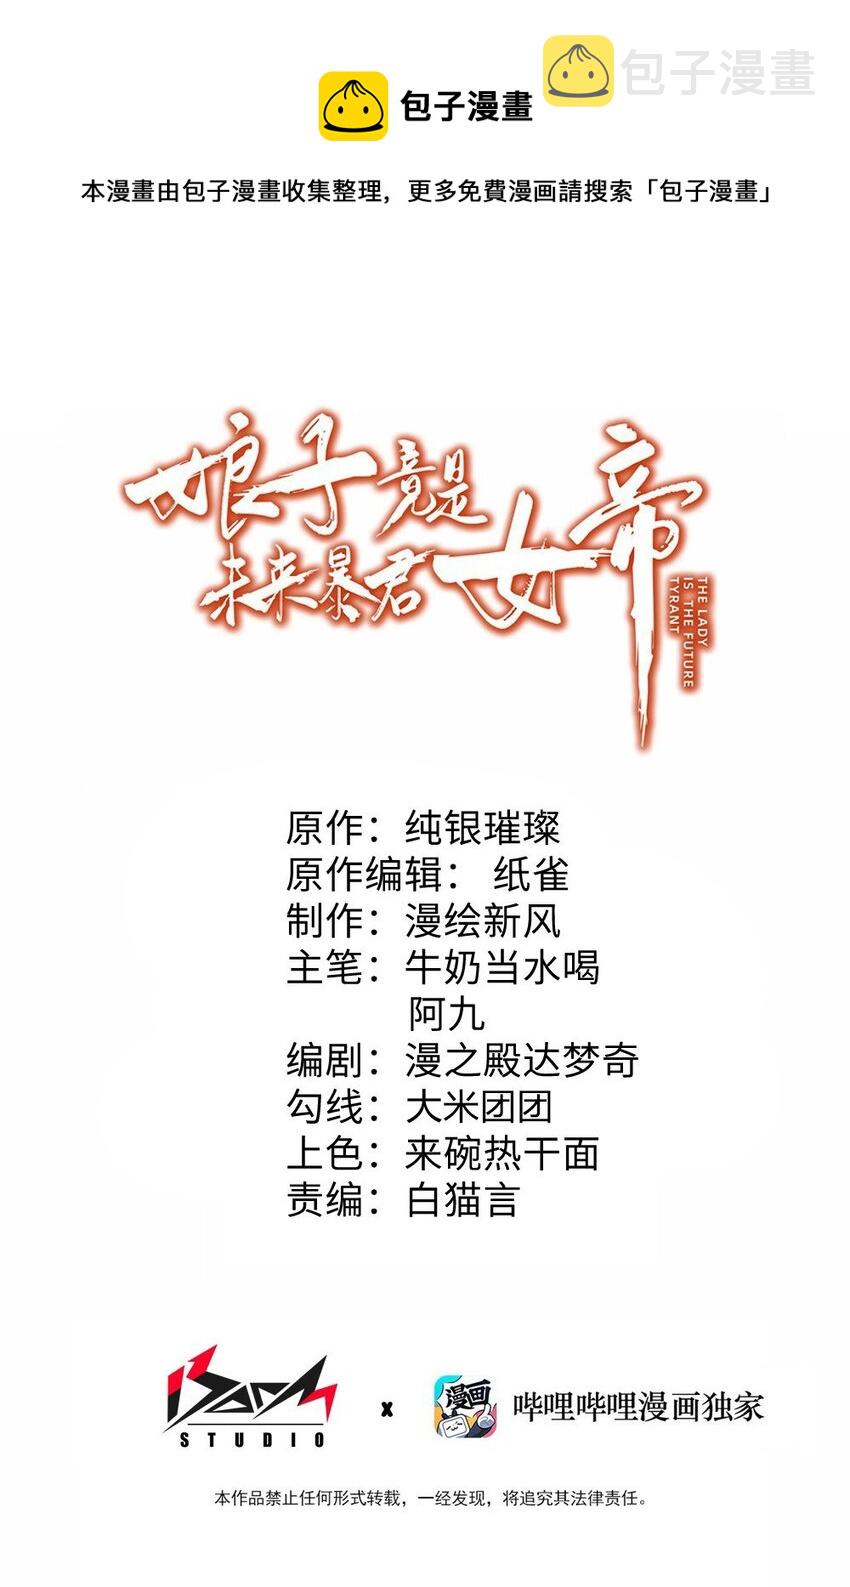 包子漫畫
包子漫畫
本漫畫由包子漫畫收集整理，更多免費漫画請搜索「包子漫畫」
娘子竟是
未来暴君女帝
THE LADY
IS THE FUTURE
TYRANT
原作：纯银璀璨
原作编辑：纸雀
制作：漫绘新风
主笔：牛奶当水喝
阿九
编剧：漫之殿达梦奇
勾线：大米团团
上色：来碗热干面
责编：白猫言
STUDIO
x
漫画
哔哩哔哩漫画独家
本作品禁止任何形式转载，一经发现，将追究其法律责任。